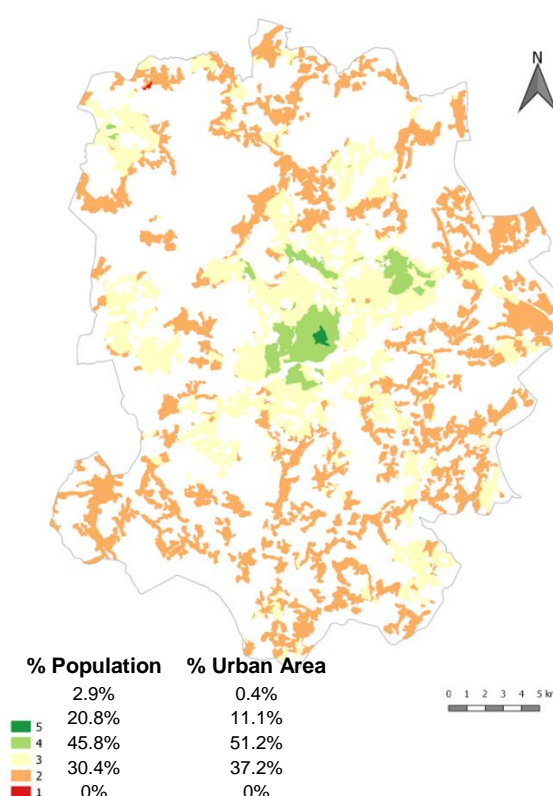 N
% Population % Urban Area
2.9% 0.4%
5 20.8% 11.1%
4 45.8% 51.2%
3 30.4% 37.2%
2
1 0% 0%
0 1 2 3 4 5 km